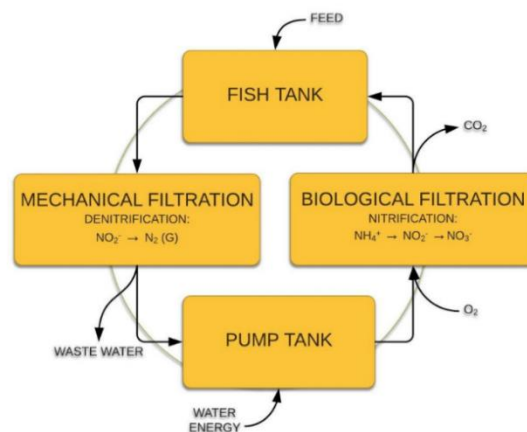 FEED
FISH TANK
CO₂
MECHANICAL FILTRATION
DENITRIFICATION:
NO₂⁻ → N₂ (G)
BIOLOGICAL FILTRATION
NITRIFICATION:
NH₄⁺ → NO₂⁻ → NO₃⁻
O₂
WASTE WATER
PUMP TANK
WATER
ENERGY